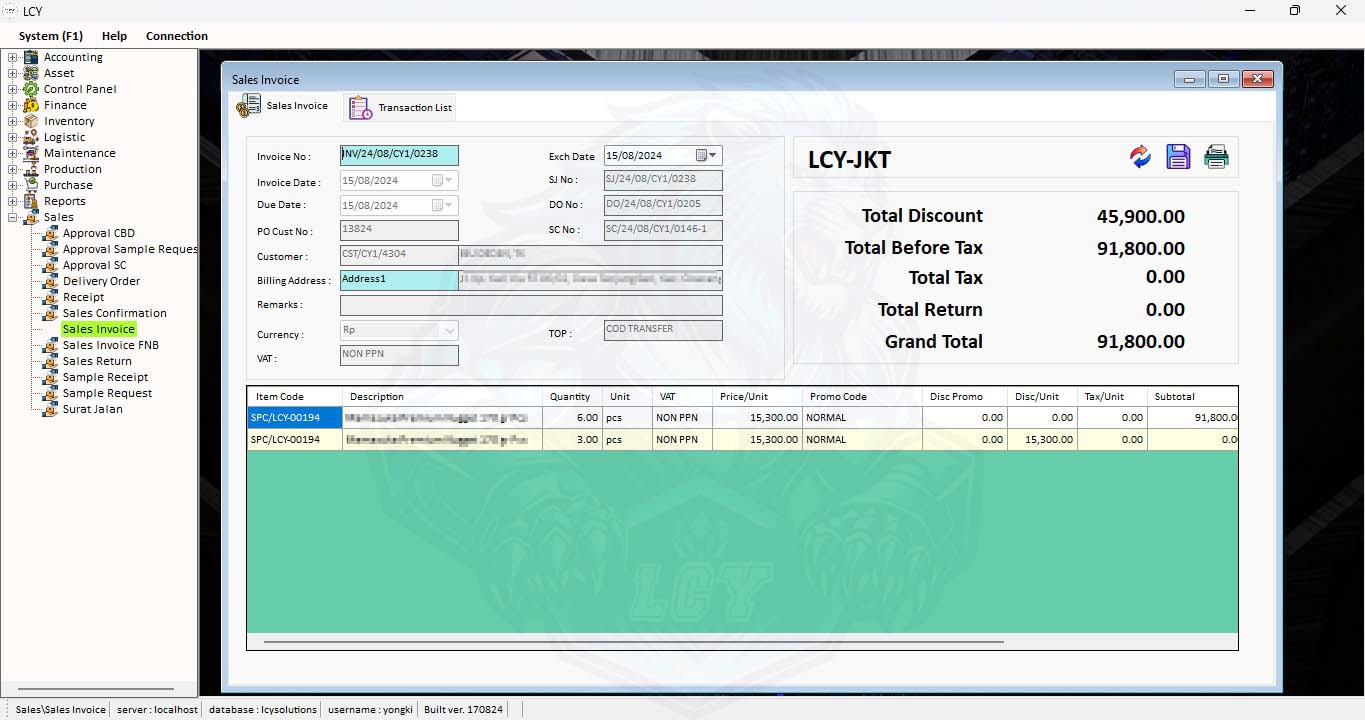 LCY
System (F1) Help Connection
Accounting
Asset
Control Panel
Finance
Inventory
Logistic
Maintenance
Production
Purchase
Reports
Sales
Approval CBD
Approval Sample Reques
Approval SC
Delivery Order
Receipt
Sales Confirmation
Sales Invoice
Sales Invoice FNB
Sales Return
Sample Receipt
Sample Request
Surat Jalan
Sales Invoice
Sales Invoice Transaction List
Invoice No : INV/24/08/CY1/0238 Exch Date 15/08/2024
Invoice Date : 15/08/2024 SJ No : SJ/24/08/CY1/0238
Due Date : 15/08/2024 DO No : DO/24/08/CY1/0205
PO Cust No : 13824 SC No : SC/24/08/CY1/0146-1
Customer : CST/CY1/4304
Billing Address : Address1
Remarks :
Currency : Rp TOP : COD TRANSFER
VAT : NON PPN
LCY-JKT
Total Discount 45,900.00
Total Before Tax 91,800.00
Total Tax 0.00
Total Return 0.00
Grand Total 91,800.00
Item Code Description Quantity Unit VAT Price/Unit Promo Code Disc Promo Disc/Unit Tax/Unit Subtotal
SPC/LCY-00194 6.00 pcs NON PPN 15,300.00 NORMAL 0.00 0.00 0.00 91,800.0
SPC/LCY-00194 3.00 pcs NON PPN 15,300.00 NORMAL 0.00 15,300.00 0.00 0.0
LCY
Sales\Sales Invoice server : localhost database : lcysolutions username : yongki Built ver. 170824